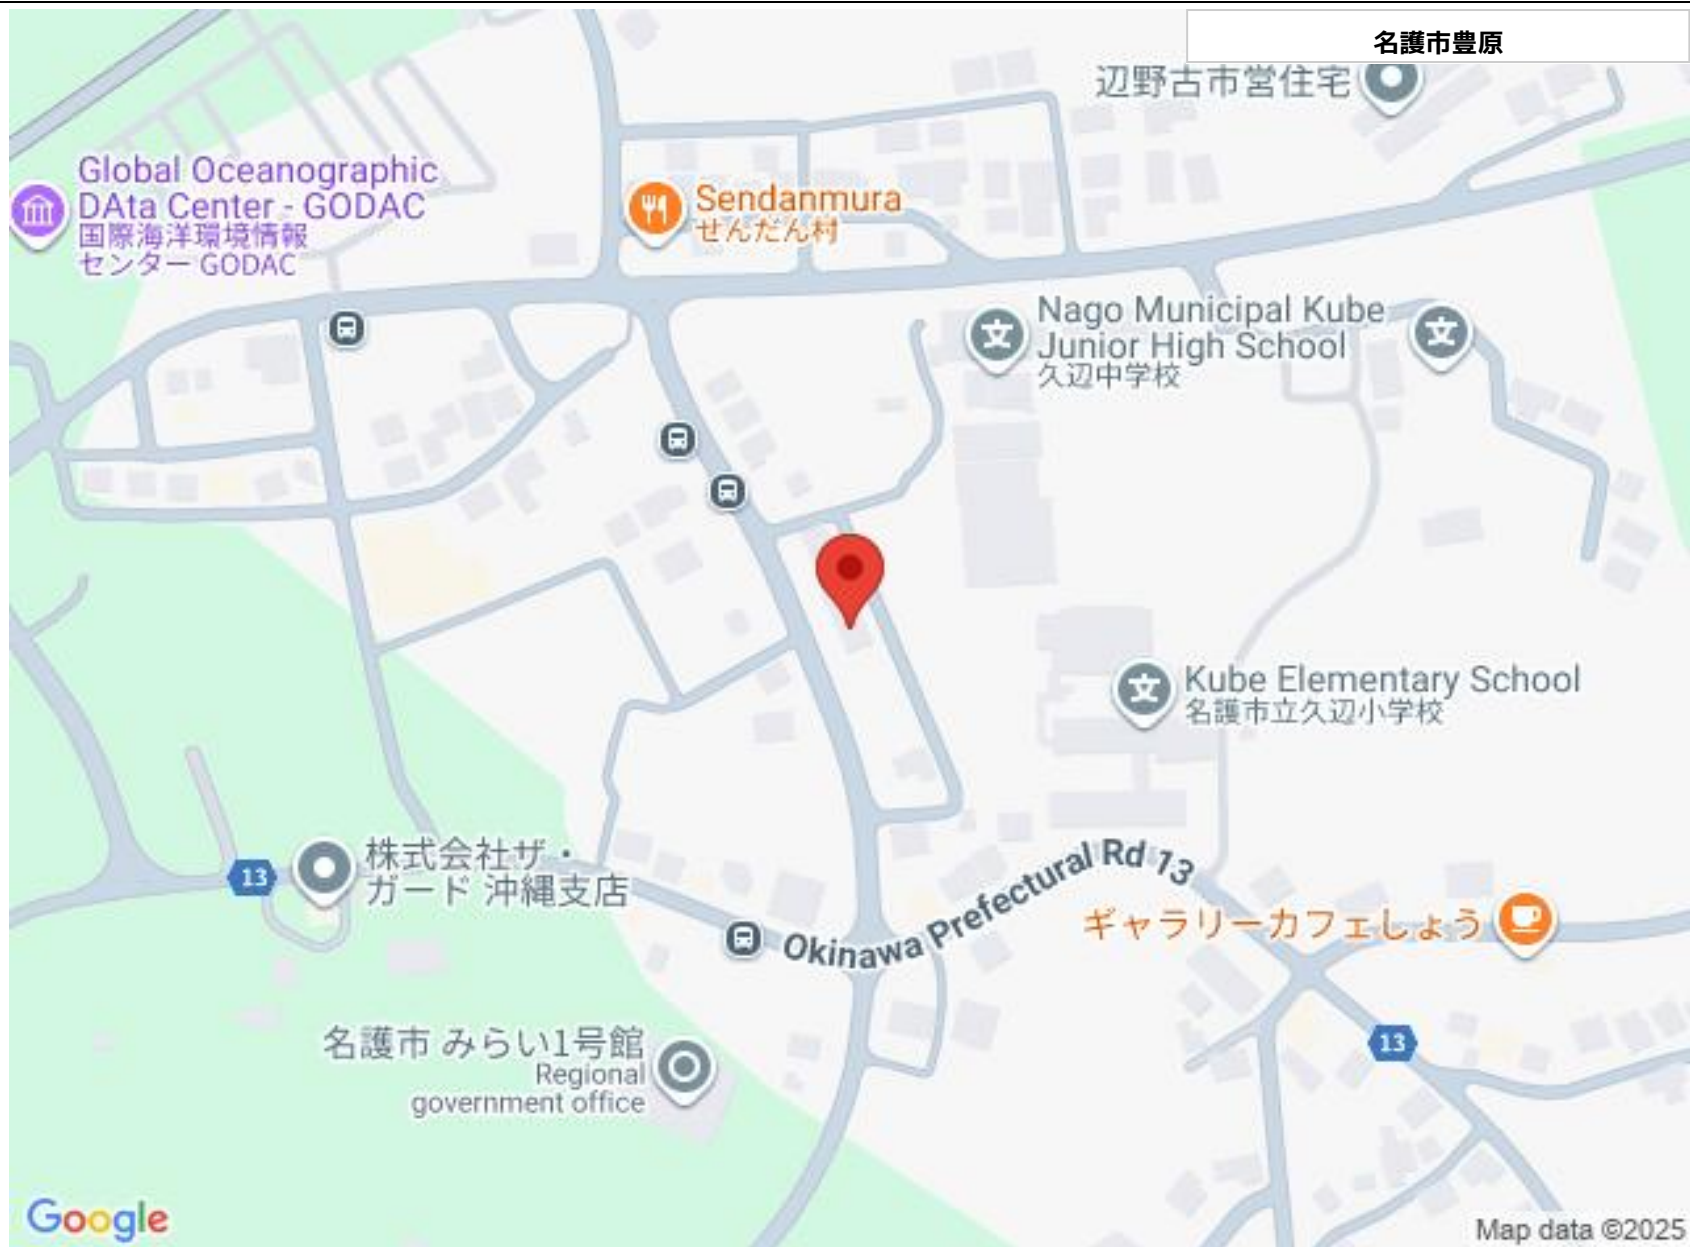 名護市豊原
辺野古市営住宅
Global Oceanographic
DAta Center - GODAC
国際海洋環境情報
センター GODAC
Sendanmura
せんだん村
Nago Municipal Kube
Junior High School
久辺中学校
文
文
Kube Elementary School
名護市立久辺小学校
文
株式会社ザ・
ガード 沖縄支店
13
Okinawa Prefectural Rd 13
ギャラリーカフェしょう
名護市 みらい1号館
Regional
government office
13
Google
Map data ©2025